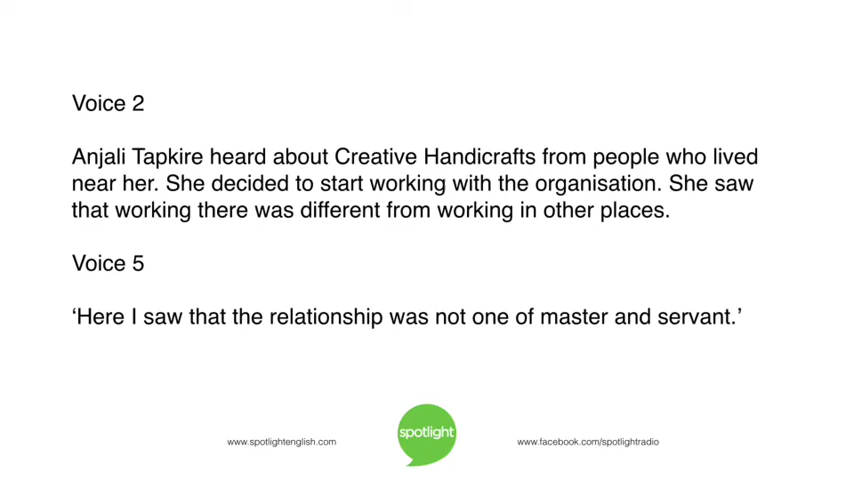 Voice 2
Anjali Tapkire heard about Creative Handicrafts from people who lived
near her. She decided to start working with the organisation. She saw
that working there was different from working in other places.
Voice 5
‘Here I saw that the relationship was not one of master and servant.’
www.spotlightenglish.com
spotlight
www.facebook.com/spotlightradio